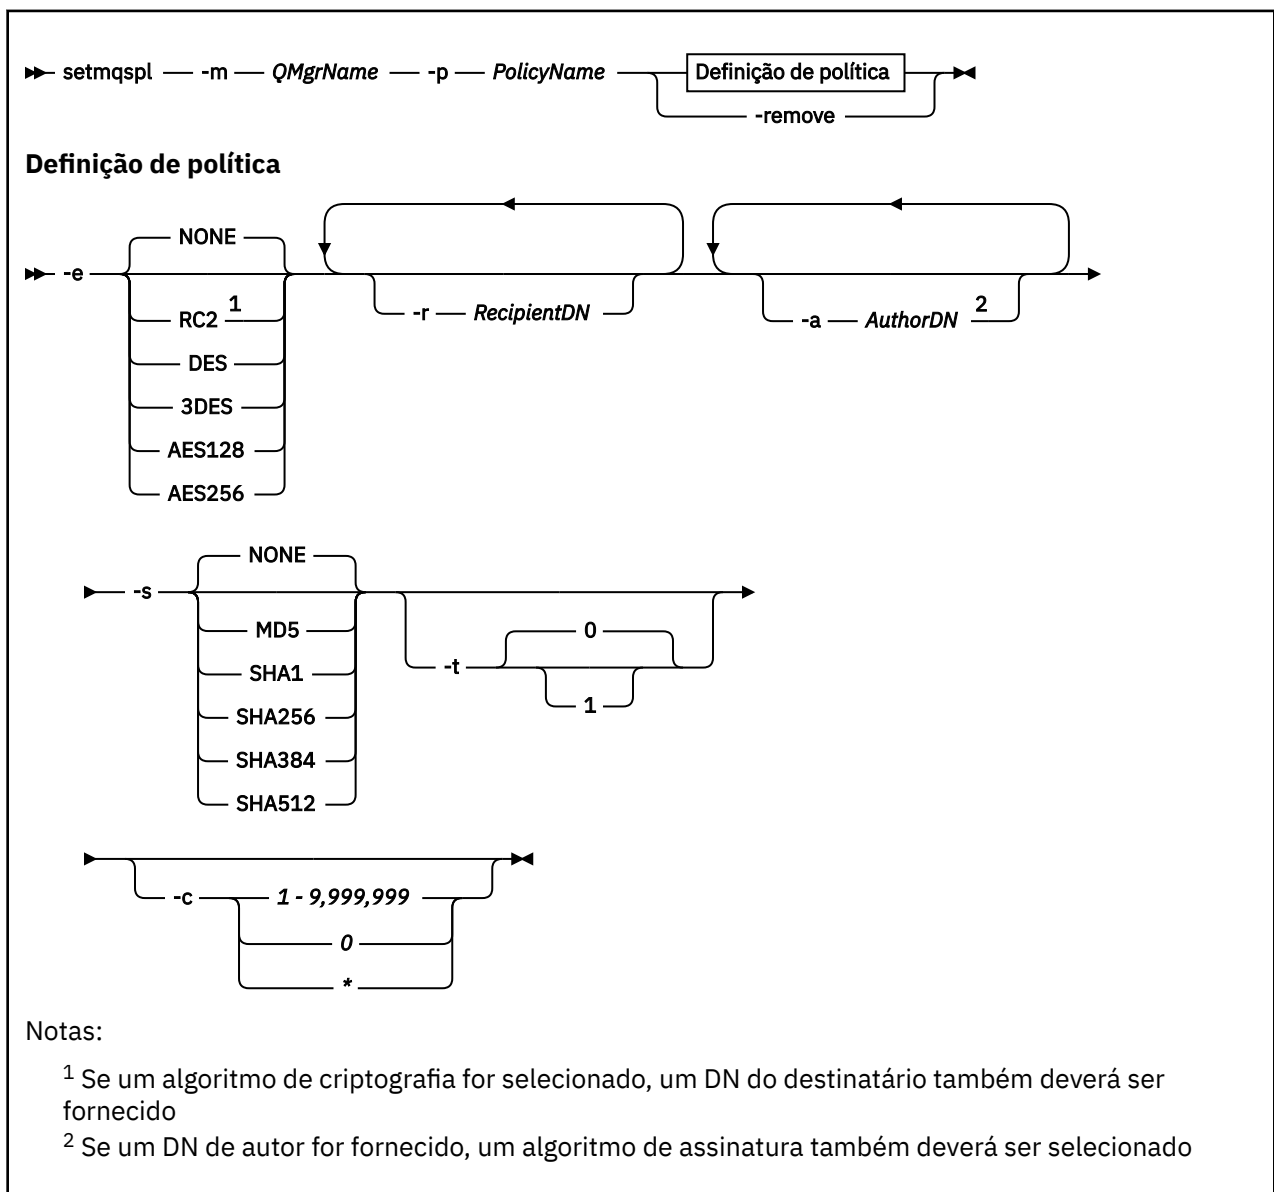 setmqspl -m QMgrName -p PolicyName Definição de política
-remove
Definição de política
NONE
-e
RC2 1
DES
3DES
AES128
AES256
-r RecipientDN
-a AuthorDN 2
NONE
-s
MD5
SHA1
SHA256
SHA384
SHA512
0
-t
1
-c 1 - 9,999,999
0
*
Notas:
1 Se um algoritmo de criptografia for selecionado, um DN do destinatário também deverá ser
fornecido
2 Se um DN de autor for fornecido, um algoritmo de assinatura também deverá ser selecionado